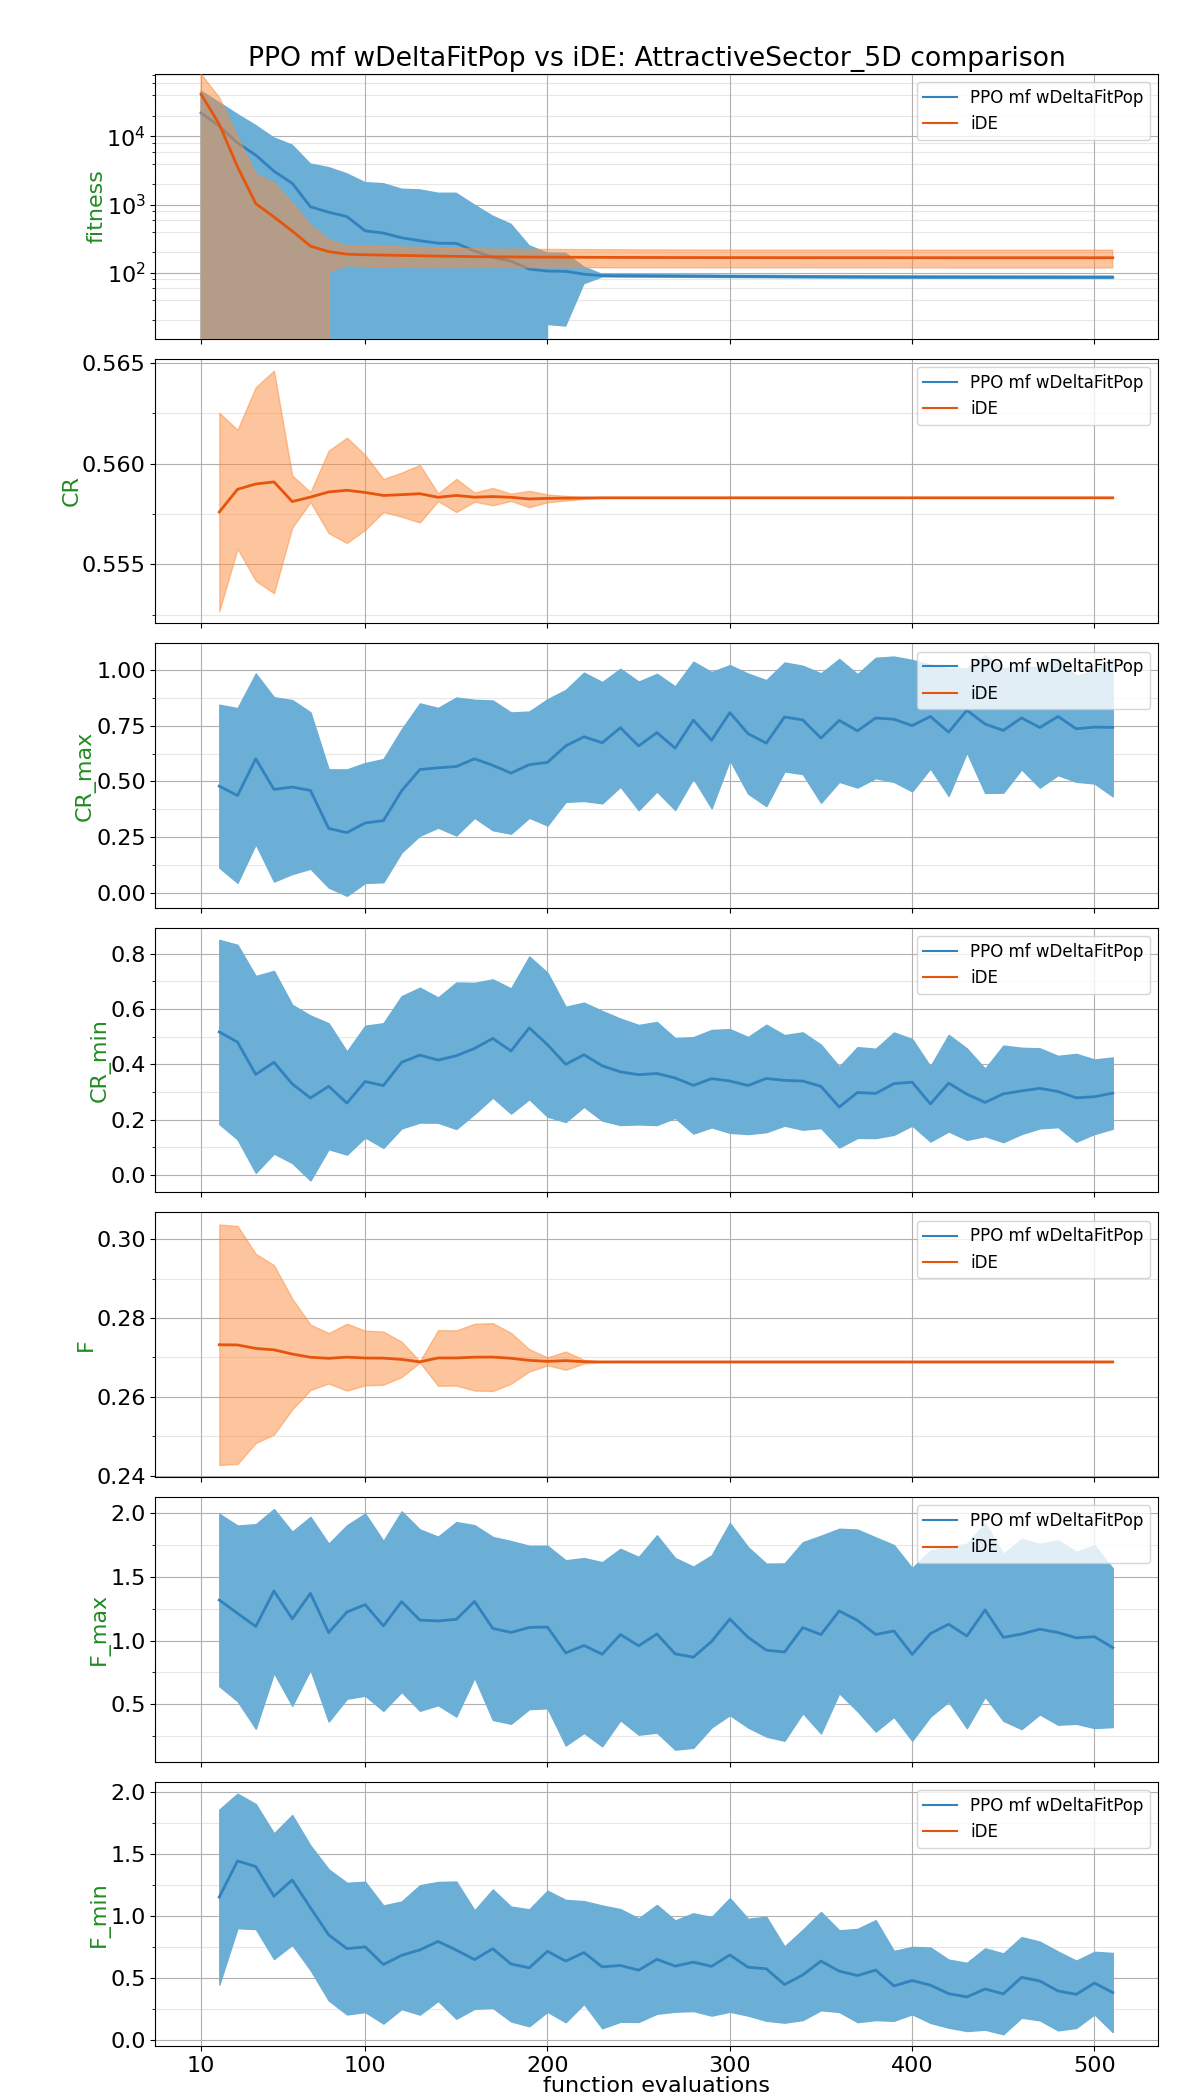 PPO mf wDeltaFitPop vs iDE: AttractiveSector_5D comparison
fitness
10^4
10^3
10^2
PPO mf wDeltaFitPop
iDE
CR
0.565
0.560
0.555
PPO mf wDeltaFitPop
iDE
CR_max
1.00
0.75
0.50
0.25
0.00
PPO mf wDeltaFitPop
iDE
CR_min
0.8
0.6
0.4
0.2
0.0
PPO mf wDeltaFitPop
iDE
F
0.30
0.28
0.26
0.24
PPO mf wDeltaFitPop
iDE
F_max
2.0
1.5
1.0
0.5
PPO mf wDeltaFitPop
iDE
F_min
2.0
1.5
1.0
0.5
0.0
PPO mf wDeltaFitPop
iDE
10 100 200 300 400 500
function evaluations